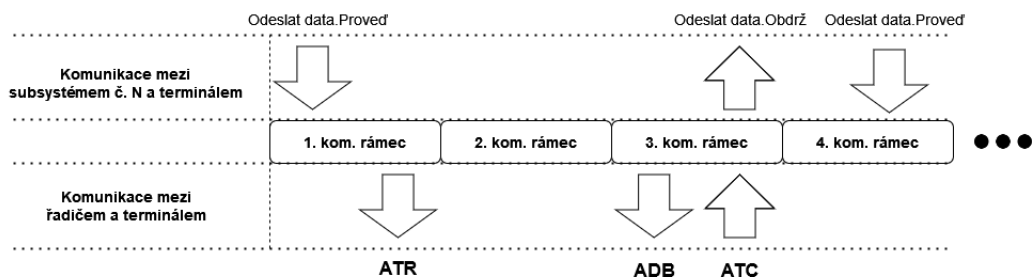 Odeslat data.Proveď
Odeslat data.Obdrž
Odeslat data.Proveď
Komunikace mezi
subsystémem č. N a terminálem
1. kom. rámec
2. kom. rámec
3. kom. rámec
4. kom. rámec
Komunikace mezi
řadičem a terminálem
ATR
ADB
ATC